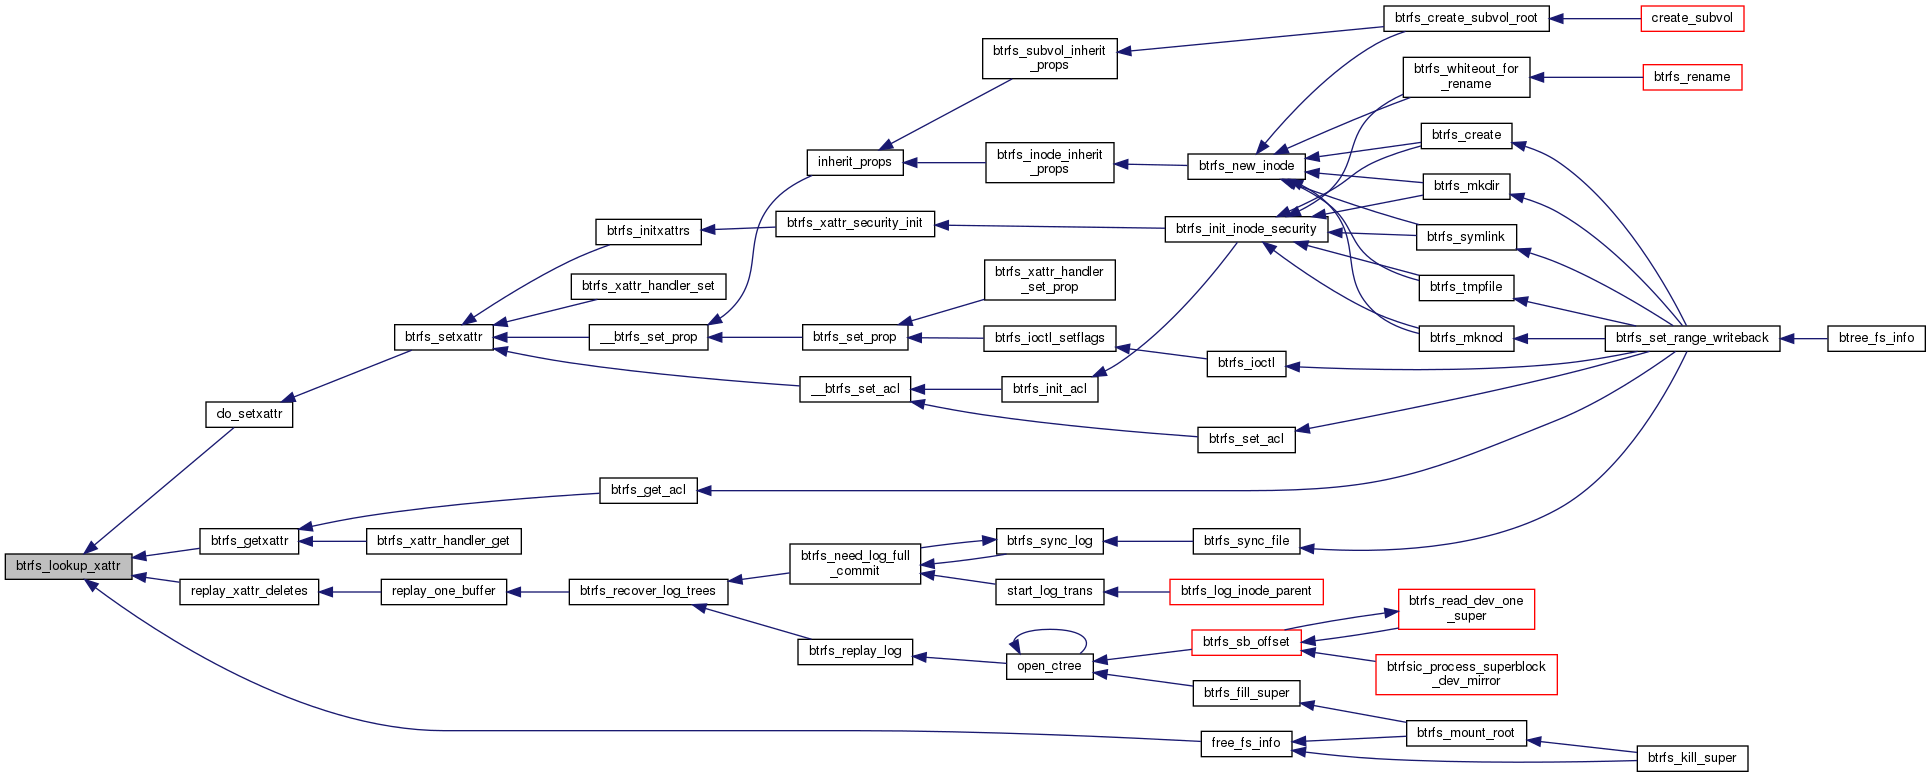 btrfs_create_subvol_root
create_subvol
btrfs_subvol_inherit
_props
btrfs_whiteout_for
_rename
btrfs_rename
btrfs_create
inherit_props
btrfs_inode_inherit
_props
btrfs_new_inode
btrfs_mkdir
btrfs_initxattrs
btrfs_xattr_security_init
btrfs_init_inode_security
btrfs_symlink
btrfs_xattr_handler_set
btrfs_xattr_handler
_set_prop
btrfs_tmpfile
btrfs_setxattr
__btrfs_set_prop
btrfs_set_prop
btrfs_ioctl_setflags
btrfs_mknod
btrfs_set_range_writeback
btree_fs_info
btrfs_ioctl
__btrfs_set_acl
btrfs_init_acl
do_setxattr
btrfs_set_acl
btrfs_get_acl
btrfs_getxattr
btrfs_xattr_handler_get
btrfs_need_log_full
_commit
btrfs_sync_log
btrfs_sync_file
btrfs_lookup_xattr
replay_xattr_deletes
replay_one_buffer
btrfs_recover_log_trees
start_log_trans
btrfs_log_inode_parent
btrfs_read_dev_one
_super
btrfs_replay_log
open_ctree
btrfs_sb_offset
btrfsic_process_superblock
_dev_mirror
btrfs_fill_super
btrfs_mount_root
free_fs_info
btrfs_kill_super